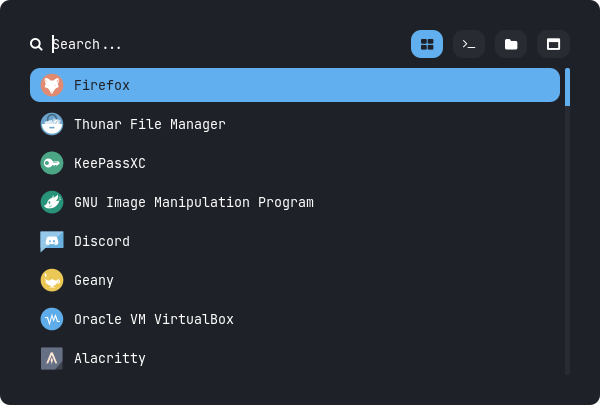 Search...
Firefox
Thunar File Manager
KeePassXC
GNU Image Manipulation Program
Discord
Geany
Oracle VM VirtualBox
Alacritty